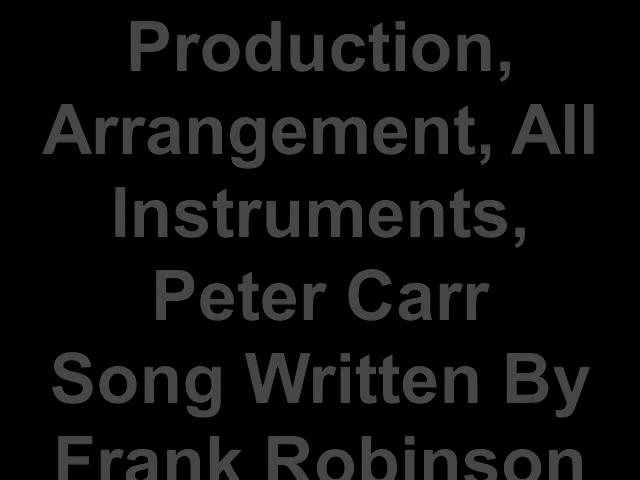 Production,
Arrangement, All
Instruments,
Peter Carr
Song Written By
Frank Robinson